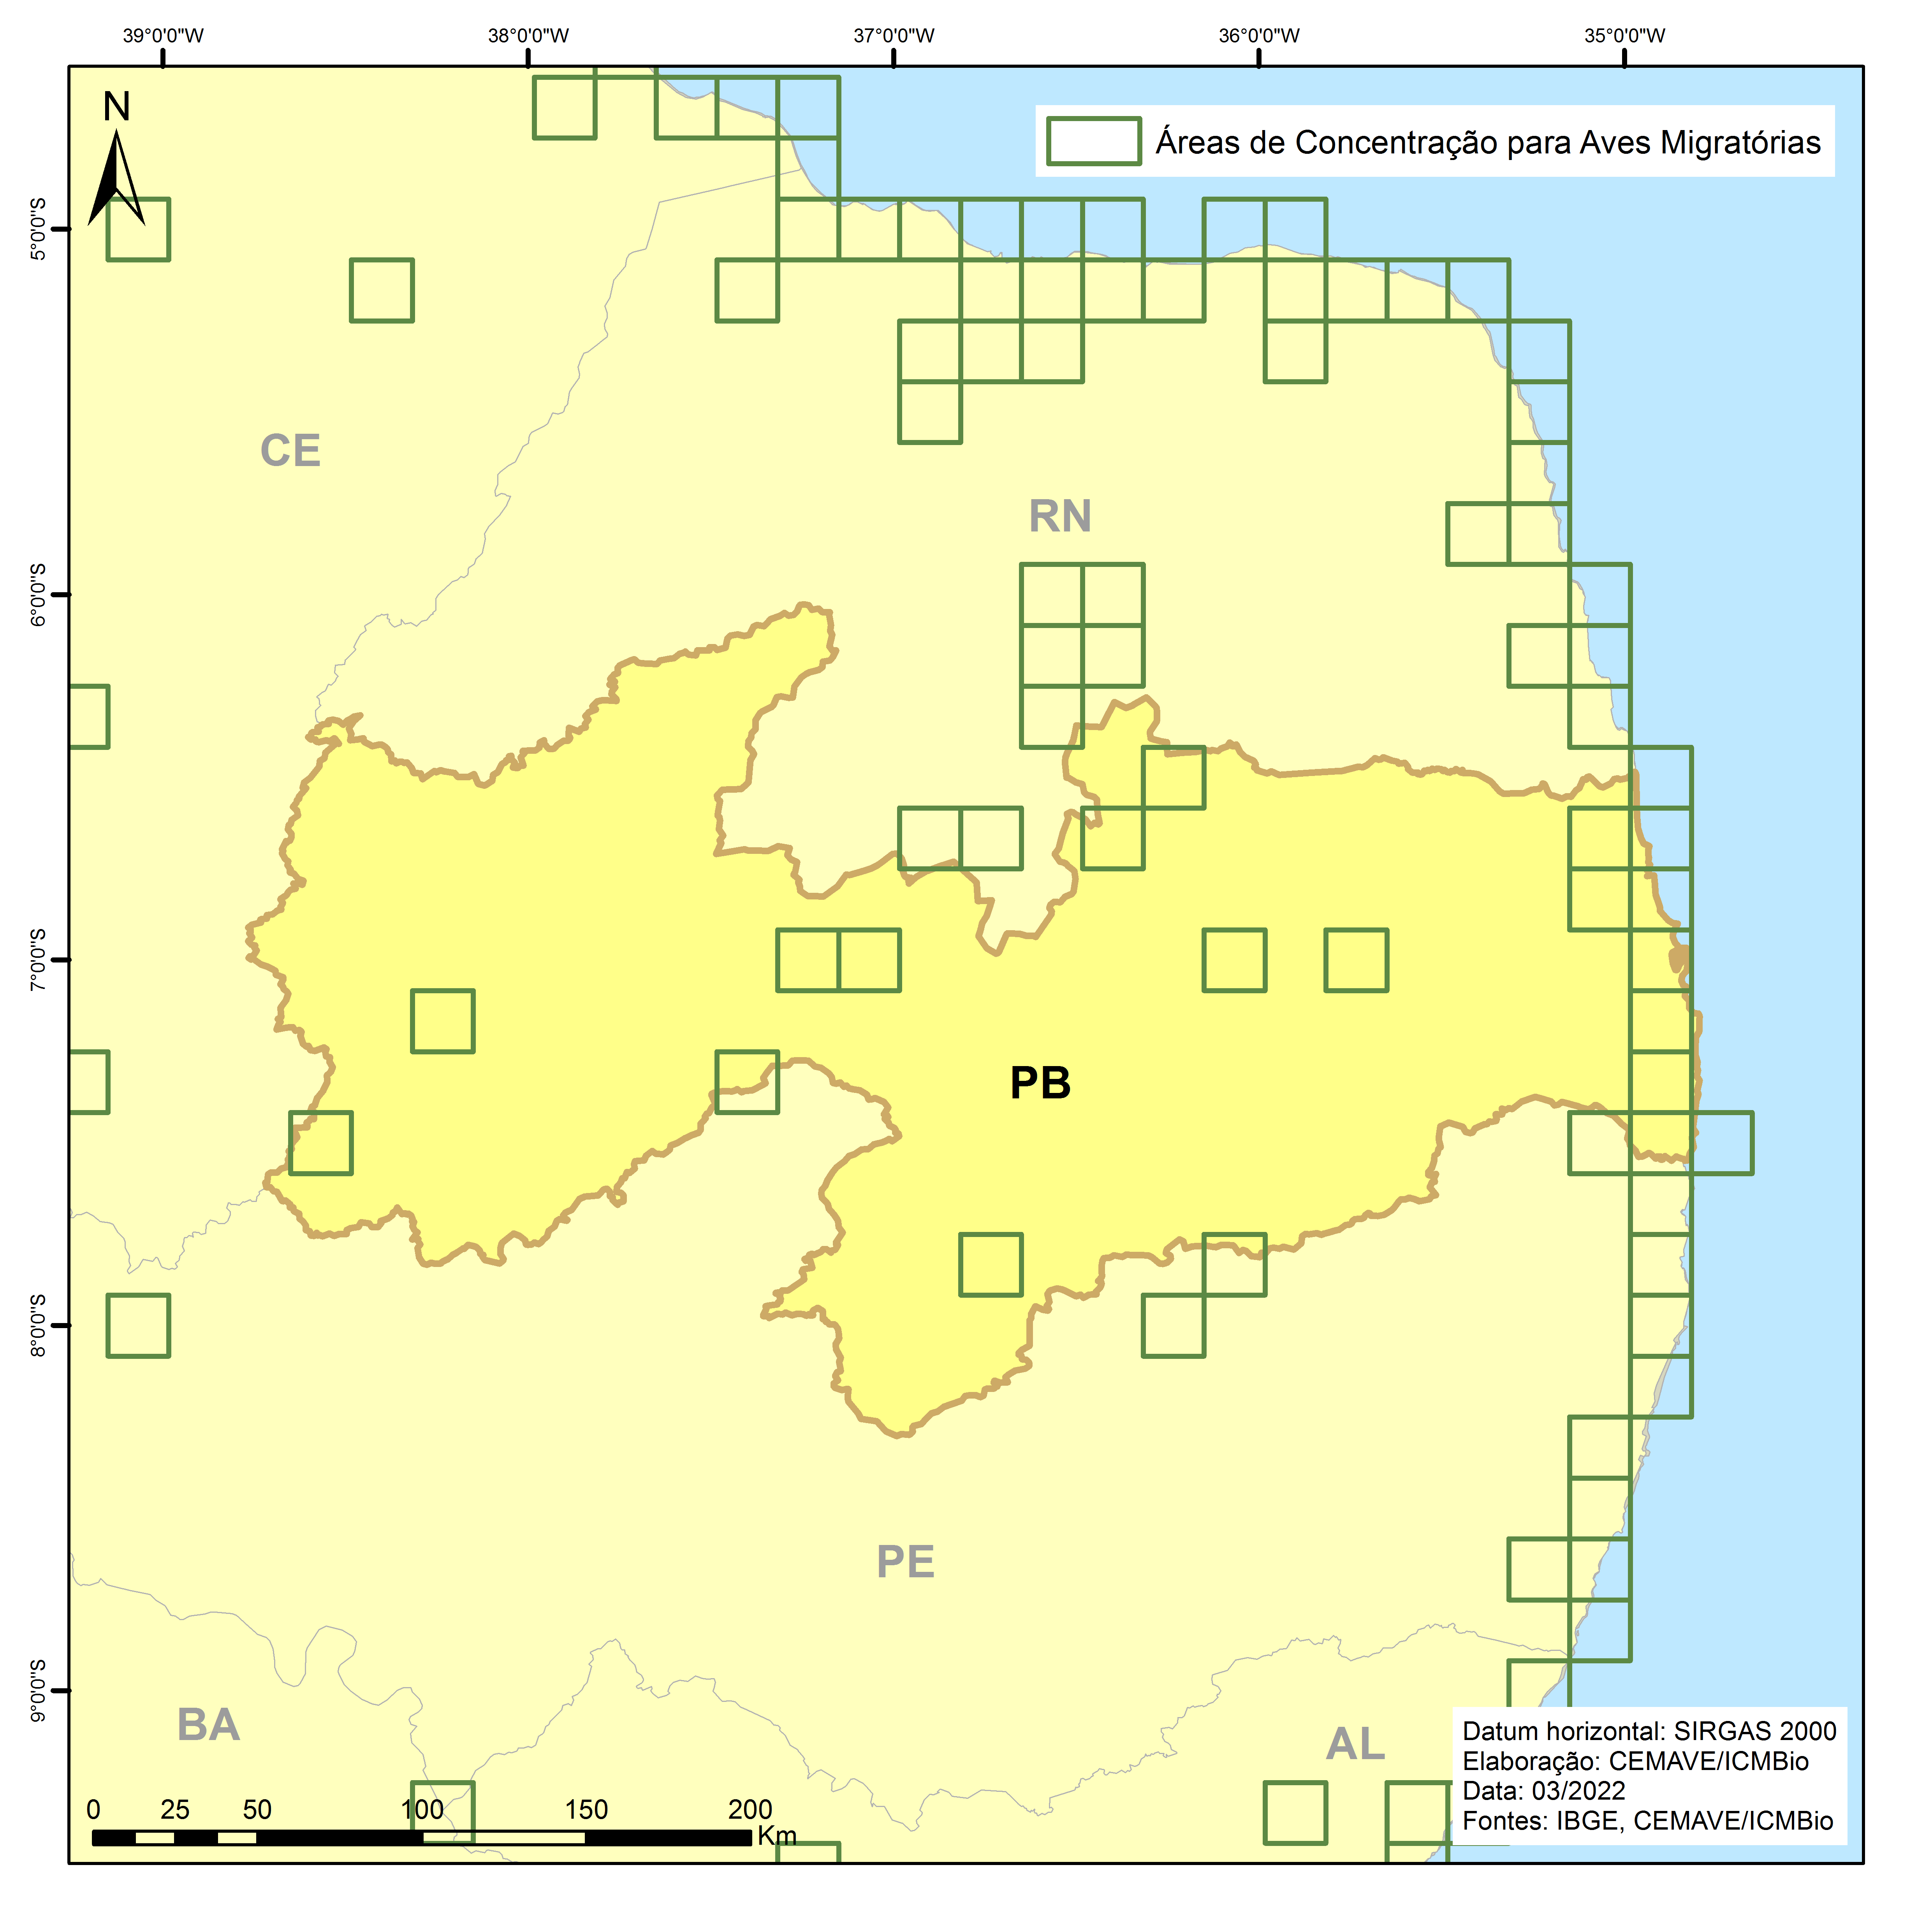 39°0'0"W 38°0'0"W 37°0'0"W 36°0'0"W 35°0'0"W
N
Áreas de Concentração para Aves Migratórias
5°0'0"S
CE
RN
6°0'0"S
7°0'0"S
PB
8°0'0"S
PE
9°0'0"S
BA
AL
Datum horizontal: SIRGAS 2000
Elaboração: CEMAVE/ICMBio
Data: 03/2022
Fontes: IBGE, CEMAVE/ICMBio
0 25 50 100 150 200
Km